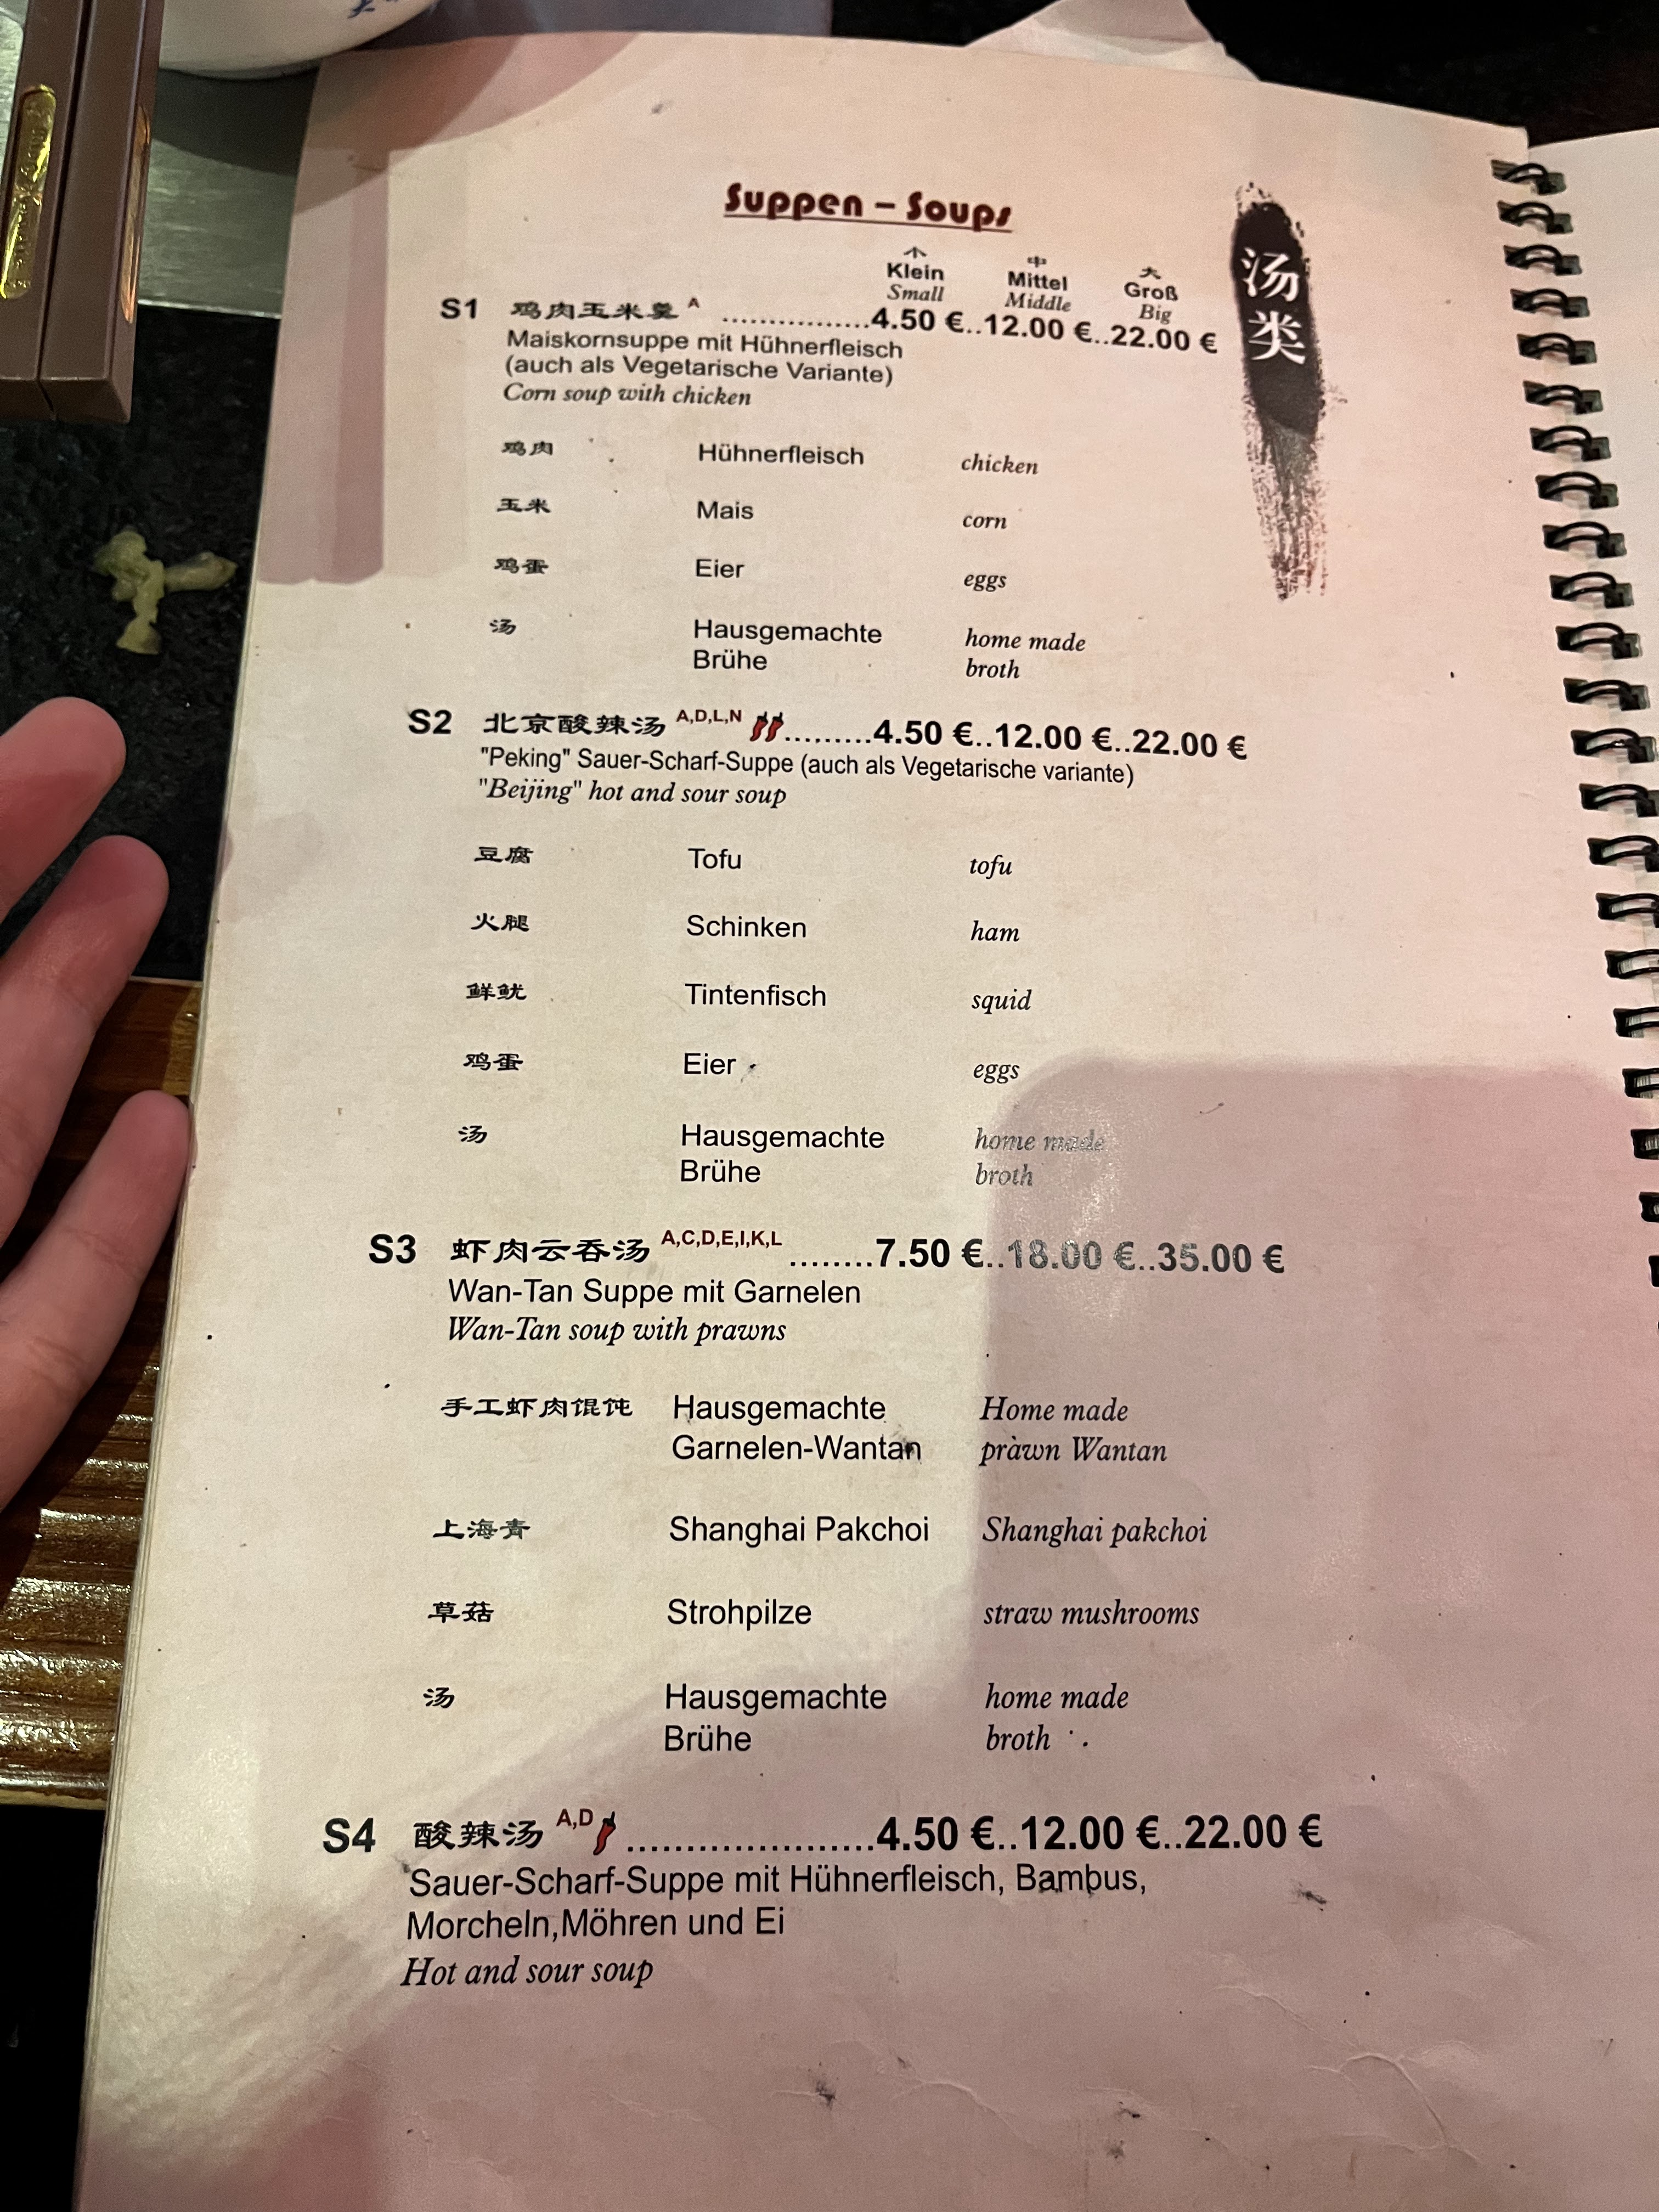 Suppen – Soups
小 中 大
Klein Mittel Groß
Small Middle Big
汤类
S1 鸡肉玉米羹 A ................4.50 €..12.00 €..22.00 €
Maiskornsuppe mit Hühnerfleisch
(auch als Vegetarische Variante)
Corn soup with chicken
鸡肉 Hühnerfleisch chicken
玉米 Mais corn
鸡蛋 Eier eggs
汤 Hausgemachte home made
Brühe broth
S2 北京酸辣汤 A,D,L,N .........4.50 €..12.00 €..22.00 €
"Peking" Sauer-Scharf-Suppe (auch als Vegetarische variante)
"Beijing" hot and sour soup
豆腐 Tofu tofu
火腿 Schinken ham
鲜鱿 Tintenfisch squid
鸡蛋 Eier eggs
汤 Hausgemachte home made
Brühe broth
S3 虾肉云吞汤 A,C,D,E,I,K,L ........7.50 €..18.00 €..35.00 €
Wan-Tan Suppe mit Garnelen
Wan-Tan soup with prawns
手工虾肉馄饨 Hausgemachte Home made
Garnelen-Wantan prawn Wantan
上海青 Shanghai Pakchoi Shanghai pakchoi
草菇 Strohpilze straw mushrooms
汤 Hausgemachte home made
Brühe broth
S4 酸辣汤 A,D .....................4.50 €..12.00 €..22.00 €
Sauer-Scharf-Suppe mit Hühnerfleisch, Bambus,
Morcheln,Möhren und Ei
Hot and sour soup